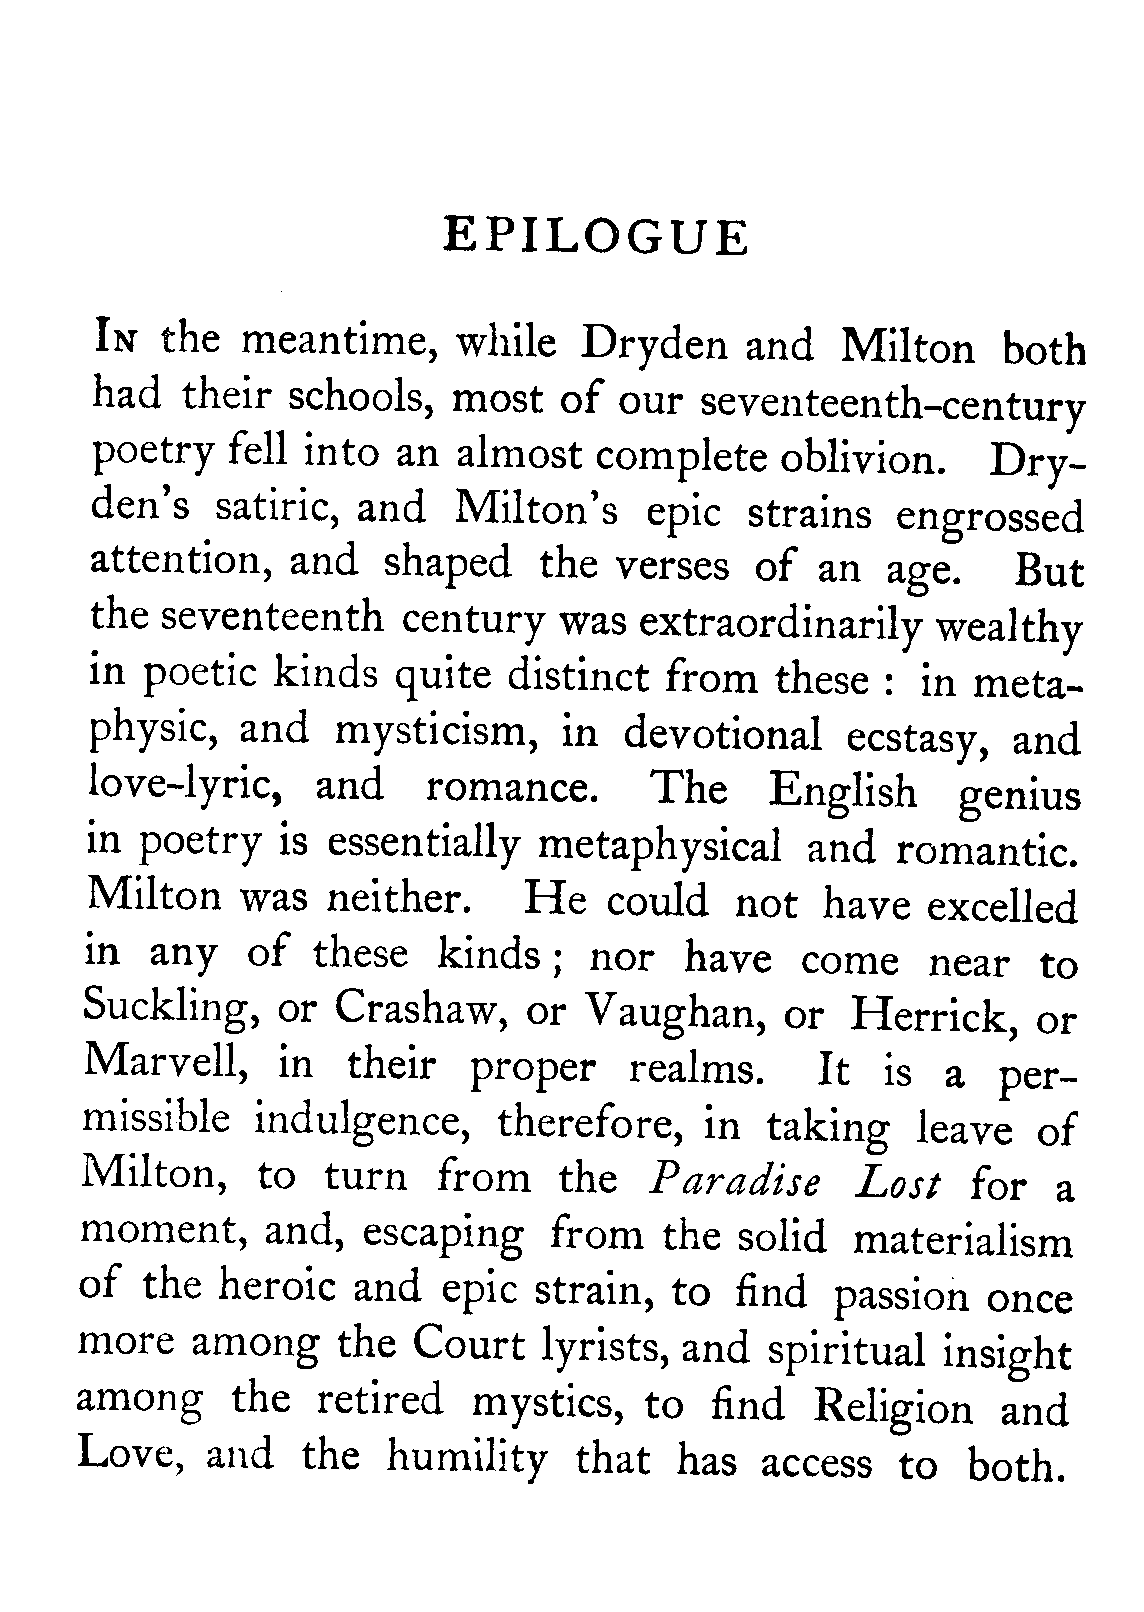 EPILOGUE
In the meantime, while Dryden and Milton both
had their schools, most of our seventeenth-century
poetry fell into an almost complete oblivion. Dry-
den's satiric, and Milton's epic strains engrossed
attention, and shaped the verses of an age. But
the seventeenth century was extraordinarily wealthy
in poetic kinds quite distinct from these : in meta-
physic, and mysticism, in devotional ecstasy, and
love-lyric, and romance. The English genius
in poetry is essentially metaphysical and romantic.
Milton was neither. He could not have excelled
in any of these kinds ; nor have come near to
Suckling, or Crashaw, or Vaughan, or Herrick, or
Marvell, in their proper realms. It is a per-
missible indulgence, therefore, in taking leave of
Milton, to turn from the Paradise Lost for a
moment, and, escaping from the solid materialism
of the heroic and epic strain, to find passion once
more among the Court lyrists, and spiritual insight
among the retired mystics, to find Religion and
Love, and the humility that has access to both.